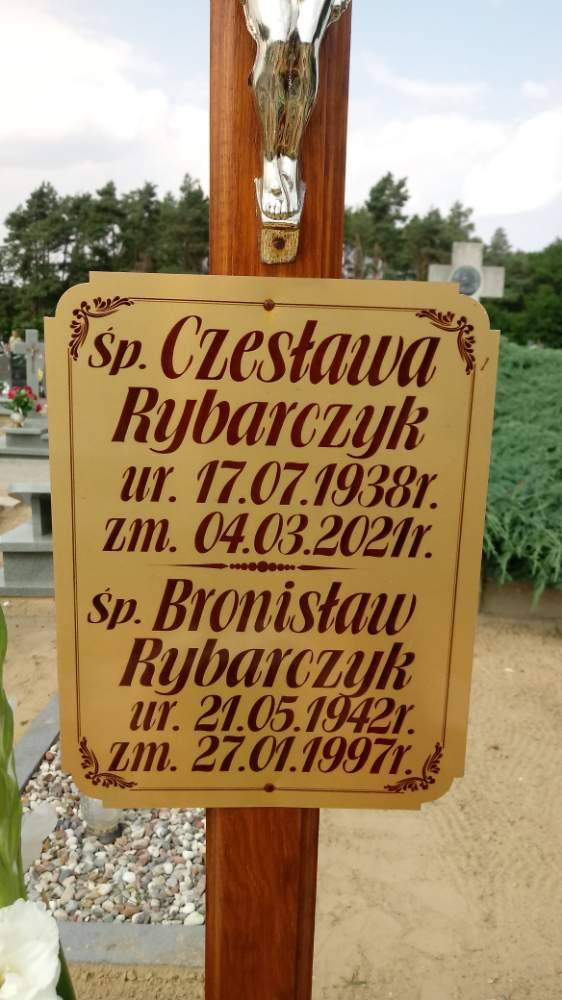 śp. Czesława
Rybarczyk
ur. 17.07.1938r.
zm. 04.03.2021r.
śp. Bronisław
Rybarczyk
ur. 21.05.1942r.
zm. 27.01.1997r.